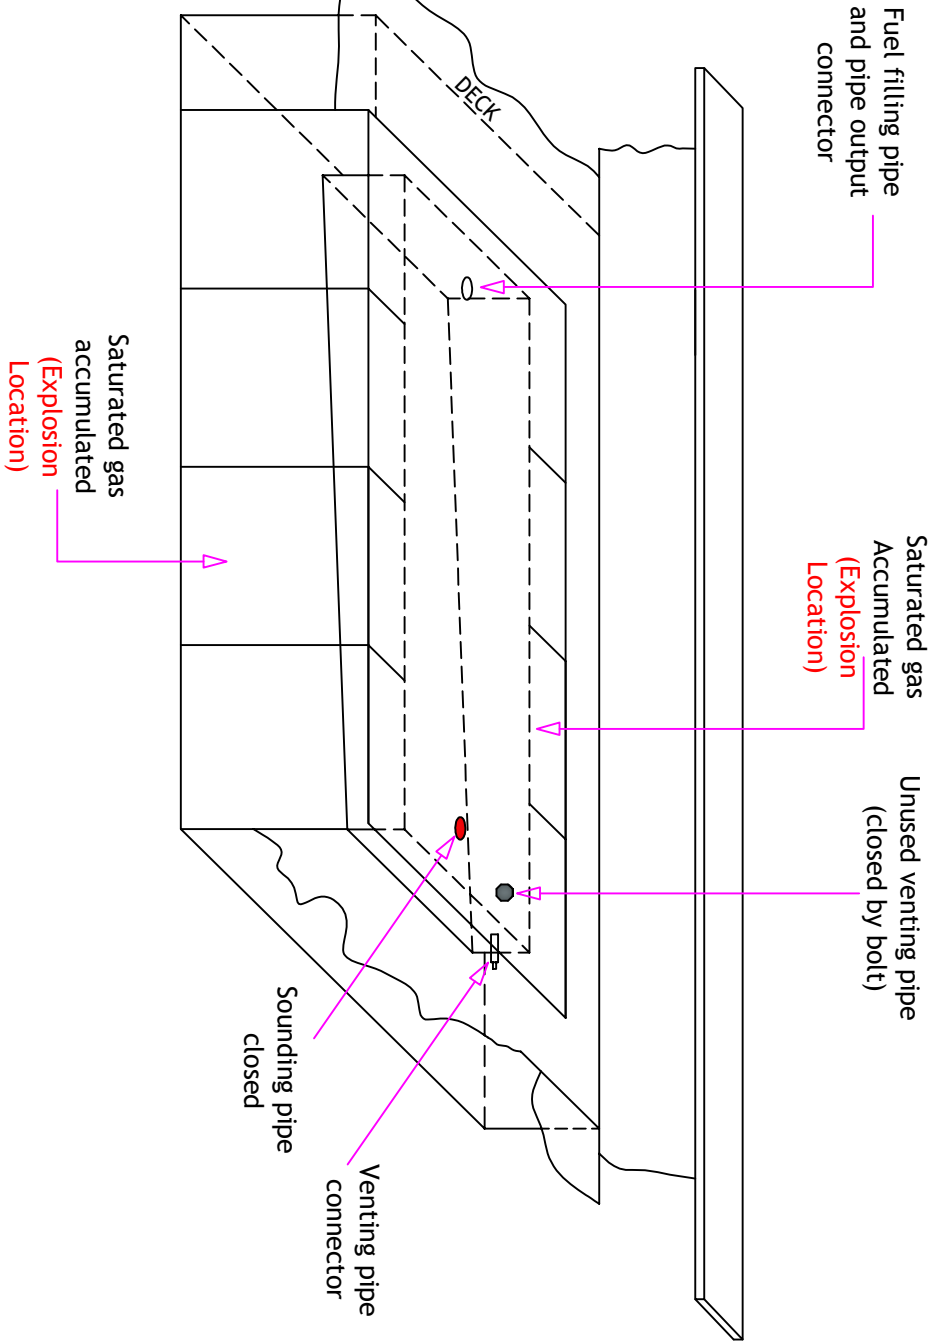 Fuel filling pipe
and pipe output
connector
DECK
Saturated gas
Accumulated
(Explosion
Location)
Unused venting pipe
(closed by bolt)
Saturated gas
accumulated
(Explosion
Location)
Sounding pipe
closed
Venting pipe
connector